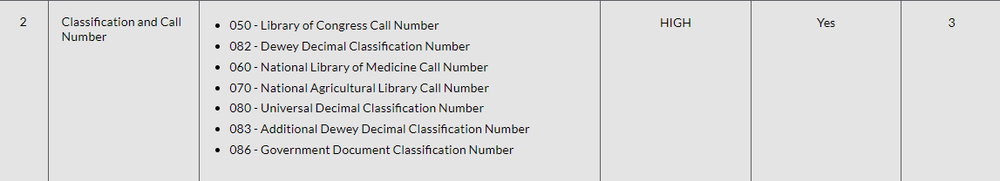 2
Classification and Call
Number
• 050 - Library of Congress Call Number
• 082 - Dewey Decimal Classification Number
• 060 - National Library of Medicine Call Number
• 070 - National Agricultural Library Call Number
• 080 - Universal Decimal Classification Number
• 083 - Additional Dewey Decimal Classification Number
• 086 - Government Document Classification Number
HIGH
Yes
3